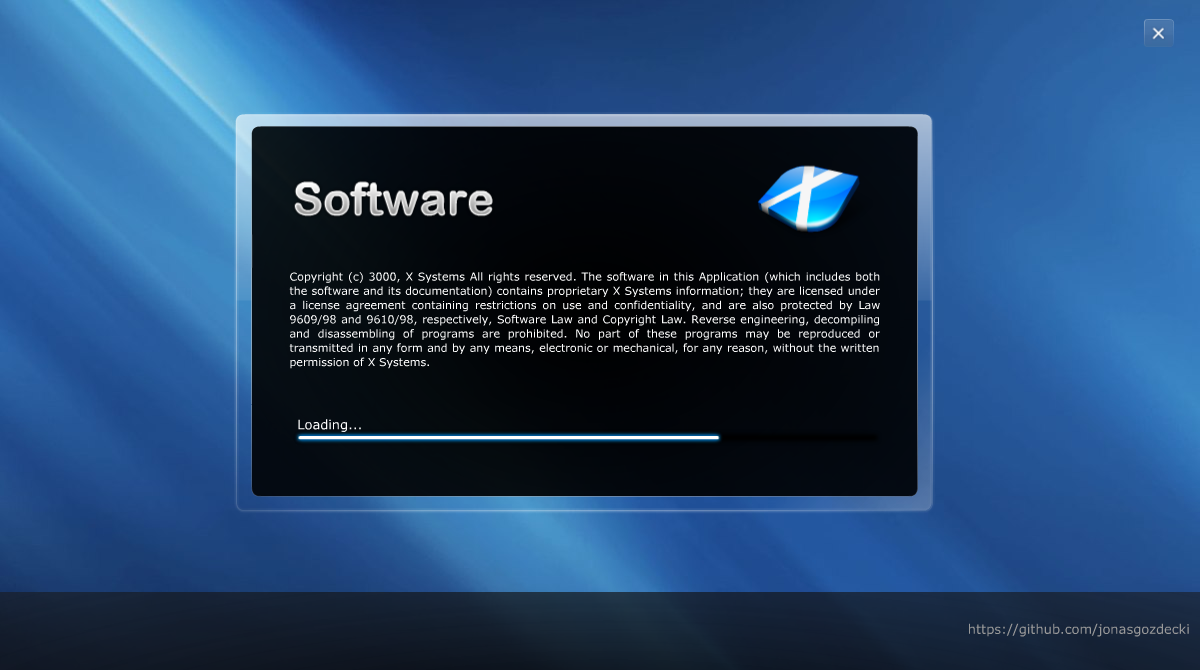 Software
Copyright (c) 3000, X Systems All rights reserved. The software in this Application (which includes both
the software and its documentation) contains proprietary X Systems information; they are licensed under
a license agreement containing restrictions on use and confidentiality, and are also protected by Law
9609/98 and 9610/98, respectively, Software Law and Copyright Law. Reverse engineering, decompiling
and disassembling of programs are prohibited. No part of these programs may be reproduced or
transmitted in any form and by any means, electronic or mechanical, for any reason, without the written
permission of X Systems.
Loading...
https://github.com/jonasgozdecki